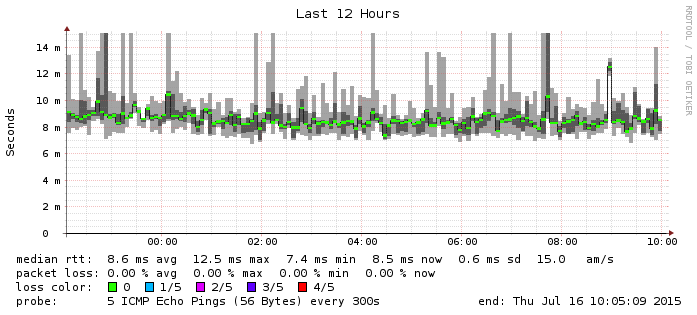 Last 12 Hours
RRDTOOL / TOBI OETIKER
Seconds
14 m
12 m
10 m
8 m
6 m
4 m
2 m
0
00:00 02:00 04:00 06:00 08:00 10:00
median rtt: 8.6 ms avg 12.5 ms max 7.4 ms min 8.5 ms now 0.6 ms sd 15.0 am/s
packet loss: 0.00 % avg 0.00 % max 0.00 % min 0.00 % now
loss color: 0 1/5 2/5 3/5 4/5
probe: 5 ICMP Echo Pings (56 Bytes) every 300s end: Thu Jul 16 10:05:09 2015